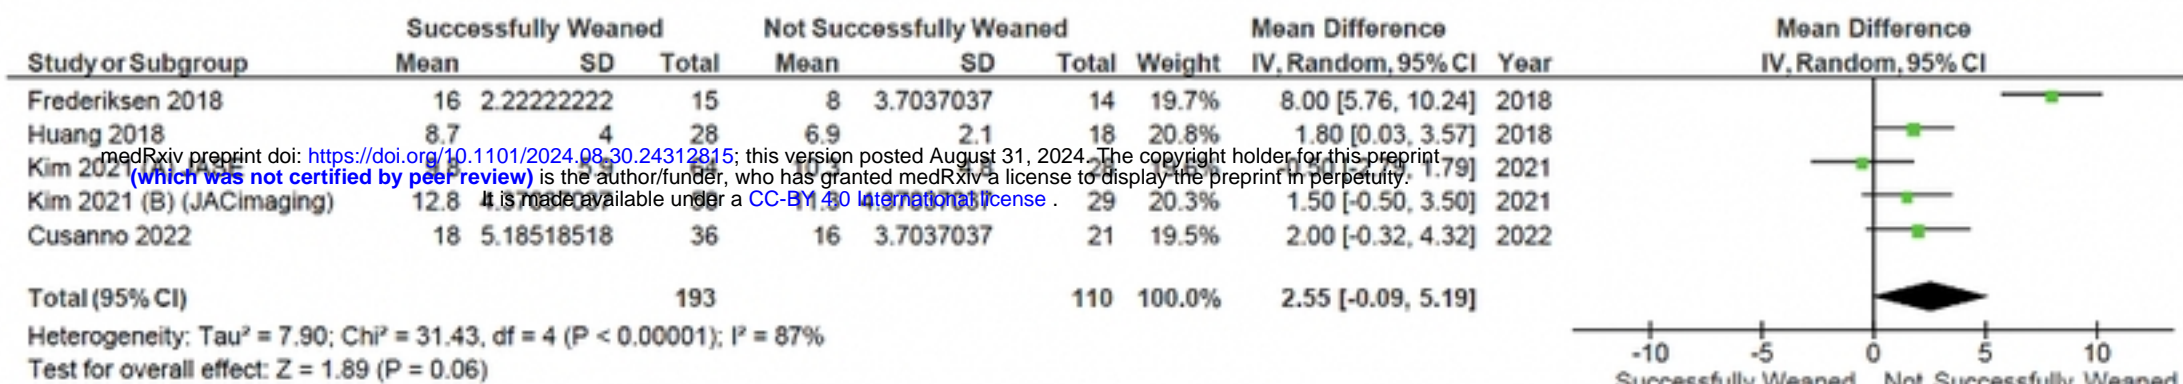 Successfully Weaned Not Successfully Weaned Mean Difference Mean Difference
Study or Subgroup Mean SD Total Mean SD Total Weight IV, Random, 95% CI Year IV, Random, 95% CI
Frederiksen 2018 16 2.22222222 15 8 3.7037037 14 19.7% 8.00 [5.76, 10.24] 2018
Huang 2018 8.7 4 28 6.9 2.1 18 20.8% 1.80 [0.03, 3.57] 2018
medRxiv preprint doi: https://doi.org/10.1101/2024.08.30.24312815; this version posted August 31, 2024. The copyright holder for this preprint
Kim 2021 1.79] 2021
(which was not certified by peer review) is the author/funder, who has granted medRxiv a license to display the preprint in perpetuity.
It is made available under a CC-BY 4.0 International license .
Kim 2021 (B) (JACimaging) 12.8 29 20.3% 1.50 [-0.50, 3.50] 2021
Cusanno 2022 18 5.18518518 36 16 3.7037037 21 19.5% 2.00 [-0.32, 4.32] 2022
Total (95% CI) 193 110 100.0% 2.55 [-0.09, 5.19]
Heterogeneity: Tau² = 7.90; Chi² = 31.43, df = 4 (P < 0.00001); I² = 87%
Test for overall effect: Z = 1.89 (P = 0.06)
-10 -5 0 5 10
Successfully Weaned Not Successfully Weaned